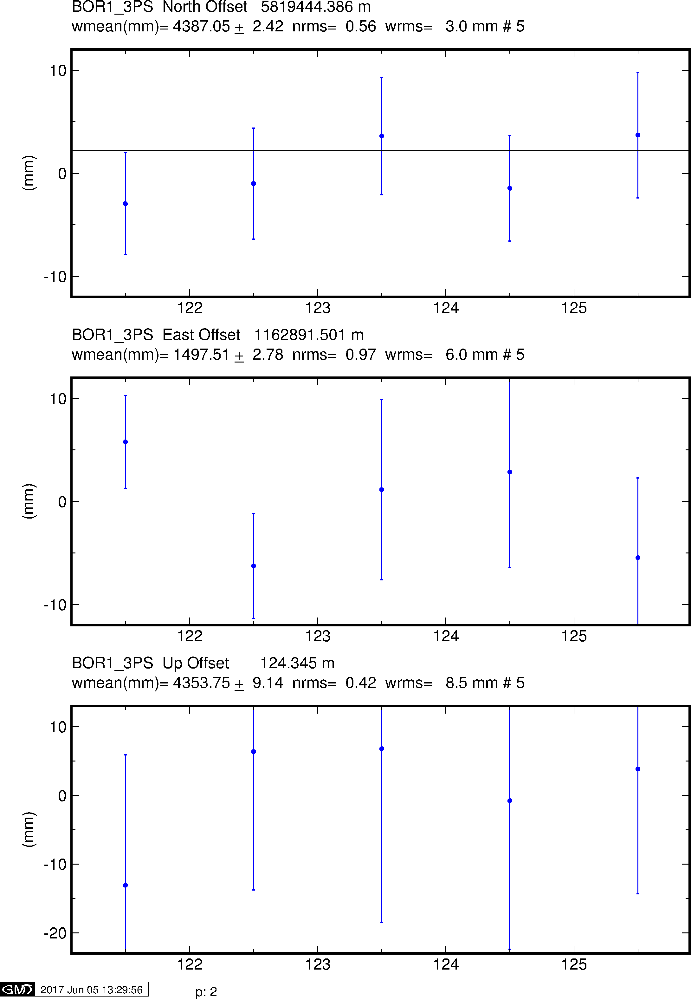 BOR1_3PS North Offset 5819444.386 m
wmean(mm)= 4387.05 ± 2.42 nrms= 0.56 wrms= 3.0 mm # 5
10
0
-10
(mm)
122 123 124 125
BOR1_3PS East Offset 1162891.501 m
wmean(mm)= 1497.51 ± 2.78 nrms= 0.97 wrms= 6.0 mm # 5
10
0
-10
(mm)
122 123 124 125
BOR1_3PS Up Offset 124.345 m
wmean(mm)= 4353.75 ± 9.14 nrms= 0.42 wrms= 8.5 mm # 5
10
0
-10
-20
(mm)
122 123 124 125
GMT 2017 Jun 05 13:29:56
p: 2